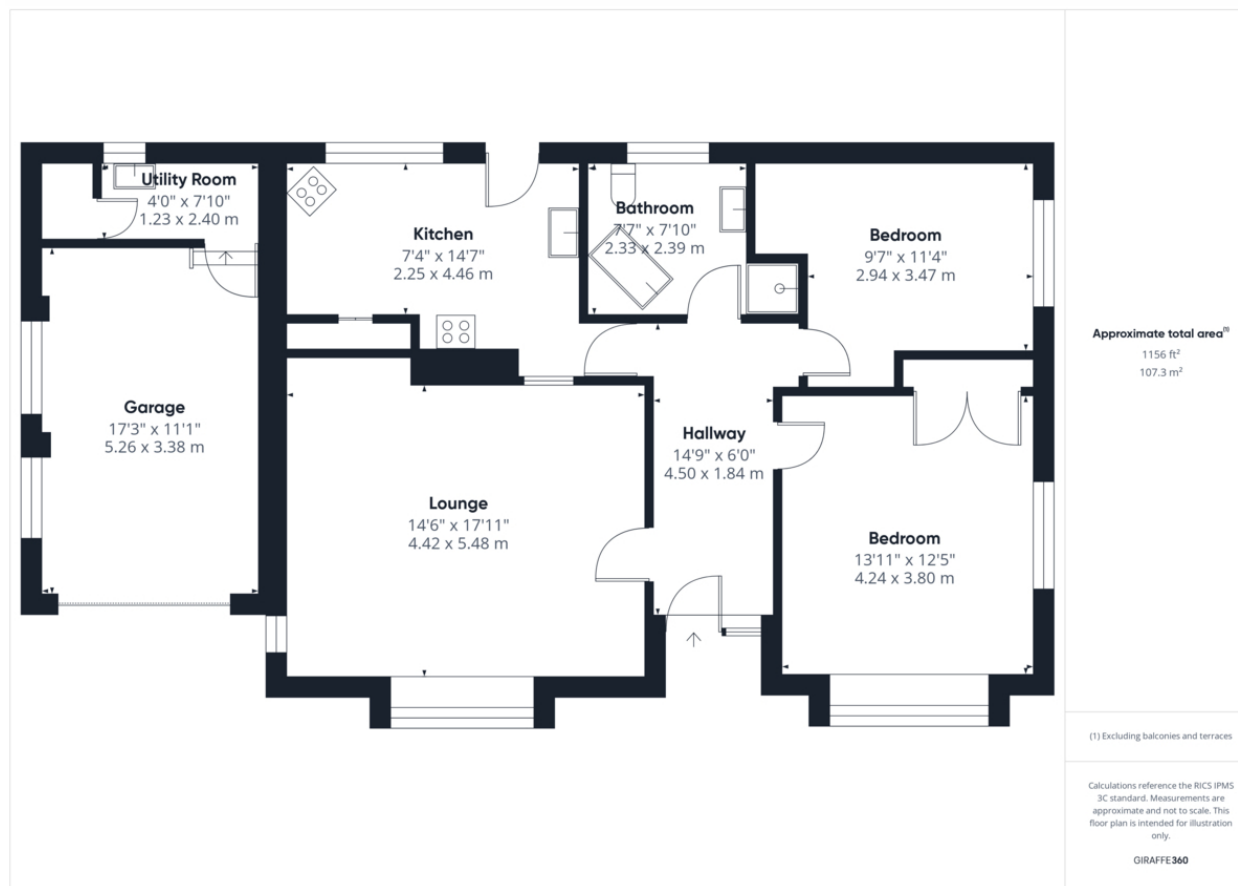 Utility Room
4'0" x 7'10"
1.23 x 2.40 m
Kitchen
7'4" x 14'7"
2.25 x 4.46 m
Bathroom
7'7" x 7'10"
2.33 x 2.39 m
Bedroom
9'7" x 11'4"
2.94 x 3.47 m
Garage
17'3" x 11'1"
5.26 x 3.38 m
Lounge
14'6" x 17'11"
4.42 x 5.48 m
Hallway
14'9" x 6'0"
4.50 x 1.84 m
Bedroom
13'11" x 12'5"
4.24 x 3.80 m
Approximate total area⁽¹⁾
1156 ft²
107.3 m²
(1) Excluding balconies and terraces
Calculations reference the RICS IPMS
3C standard. Measurements are
approximate and not to scale. This
floor plan is intended for illustration
only.
GIRAFFE360